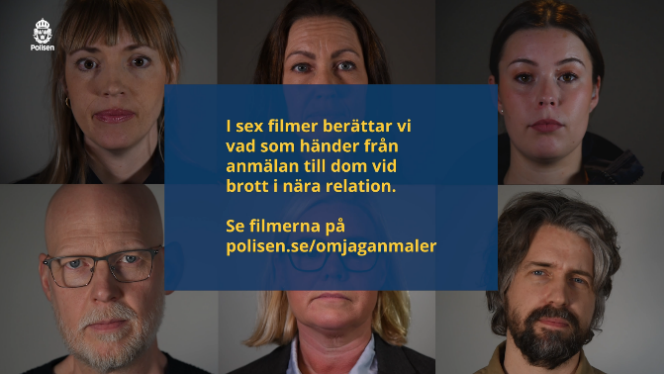 Polisen
I sex filmer berättar vi
vad som händer från
anmälan till dom vid
brott i nära relation.
Se filmerna på
polisen.se/omjaganmaler